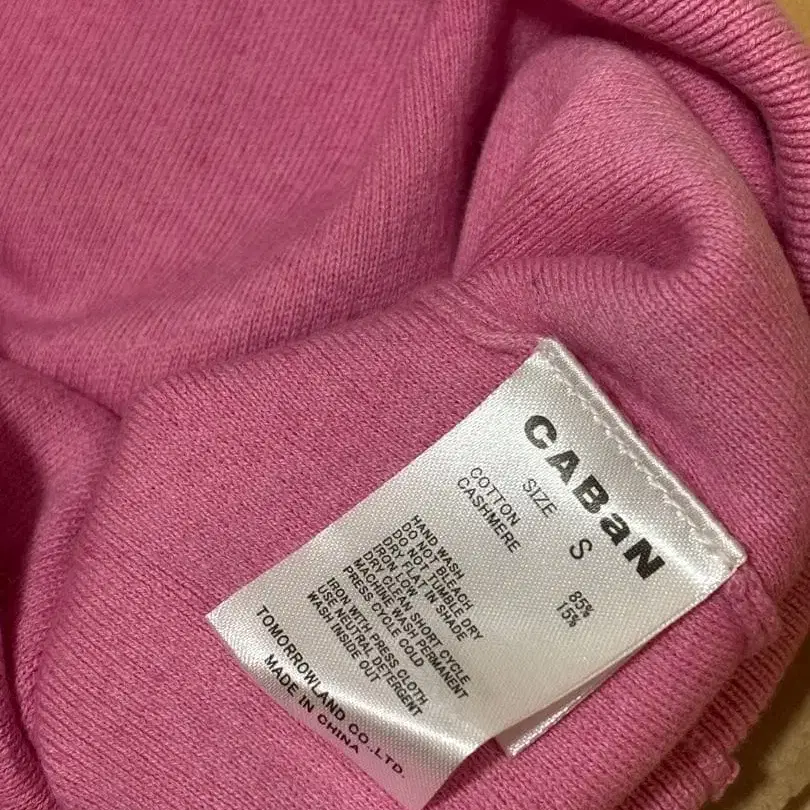 CABaN
SIZE S
COTTON 85%
CASHMERE 15%
HAND WASH
DO NOT BLEACH
DO NOT TUMBLE DRY
DRY FLAT IN SHADE
IRON LOW
DRY CLEAN SHORT CYCLE
MACHINE WASH PERMANENT
PRESS CYCLE COLD
IRON WITH PRESS CLOTH
USE NEUTRAL DETERGENT
WASH INSIDE OUT
TOMORROWLAND CO.,LTD.
MADE IN CHINA